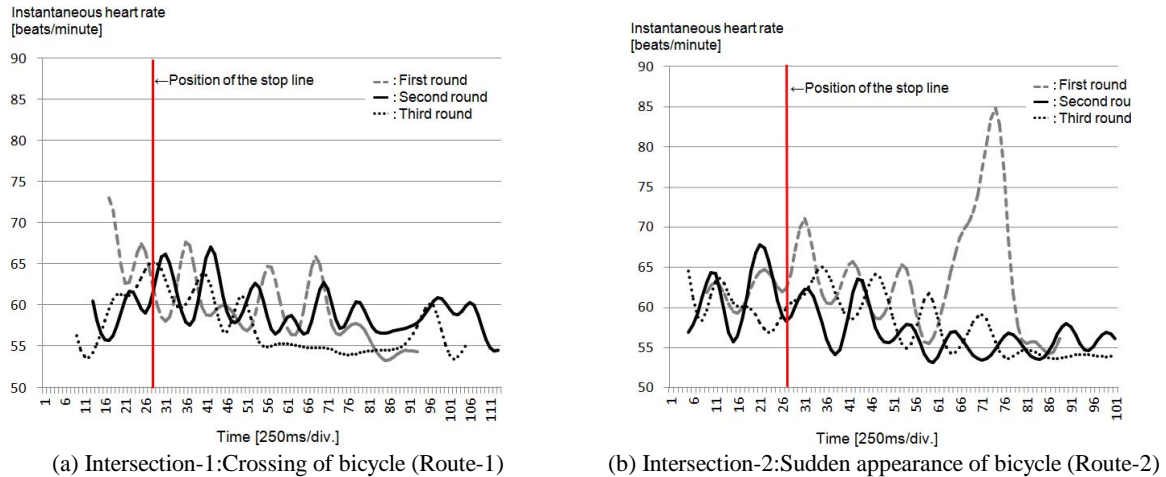 Instantaneous heart rate
[beats/minute]
90
85
80
75
70
65
60
55
50
←Position of the stop line
: First round
: Second round
: Third round
1 6 11 16 21 26 31 36 41 46 51 56 61 66 71 76 81 86 91 96 101 106 111
Time [250ms/div.]
(a) Intersection-1:Crossing of bicycle (Route-1)
Instantaneous heart rate
[beats/minute]
90
85
80
75
70
65
60
55
50
←Position of the stop line
: First round
: Second rou
: Third round
1 6 11 16 21 26 31 36 41 46 51 56 61 66 71 76 81 86 91 96 101
Time [250ms/div.]
(b) Intersection-2:Sudden appearance of bicycle (Route-2)